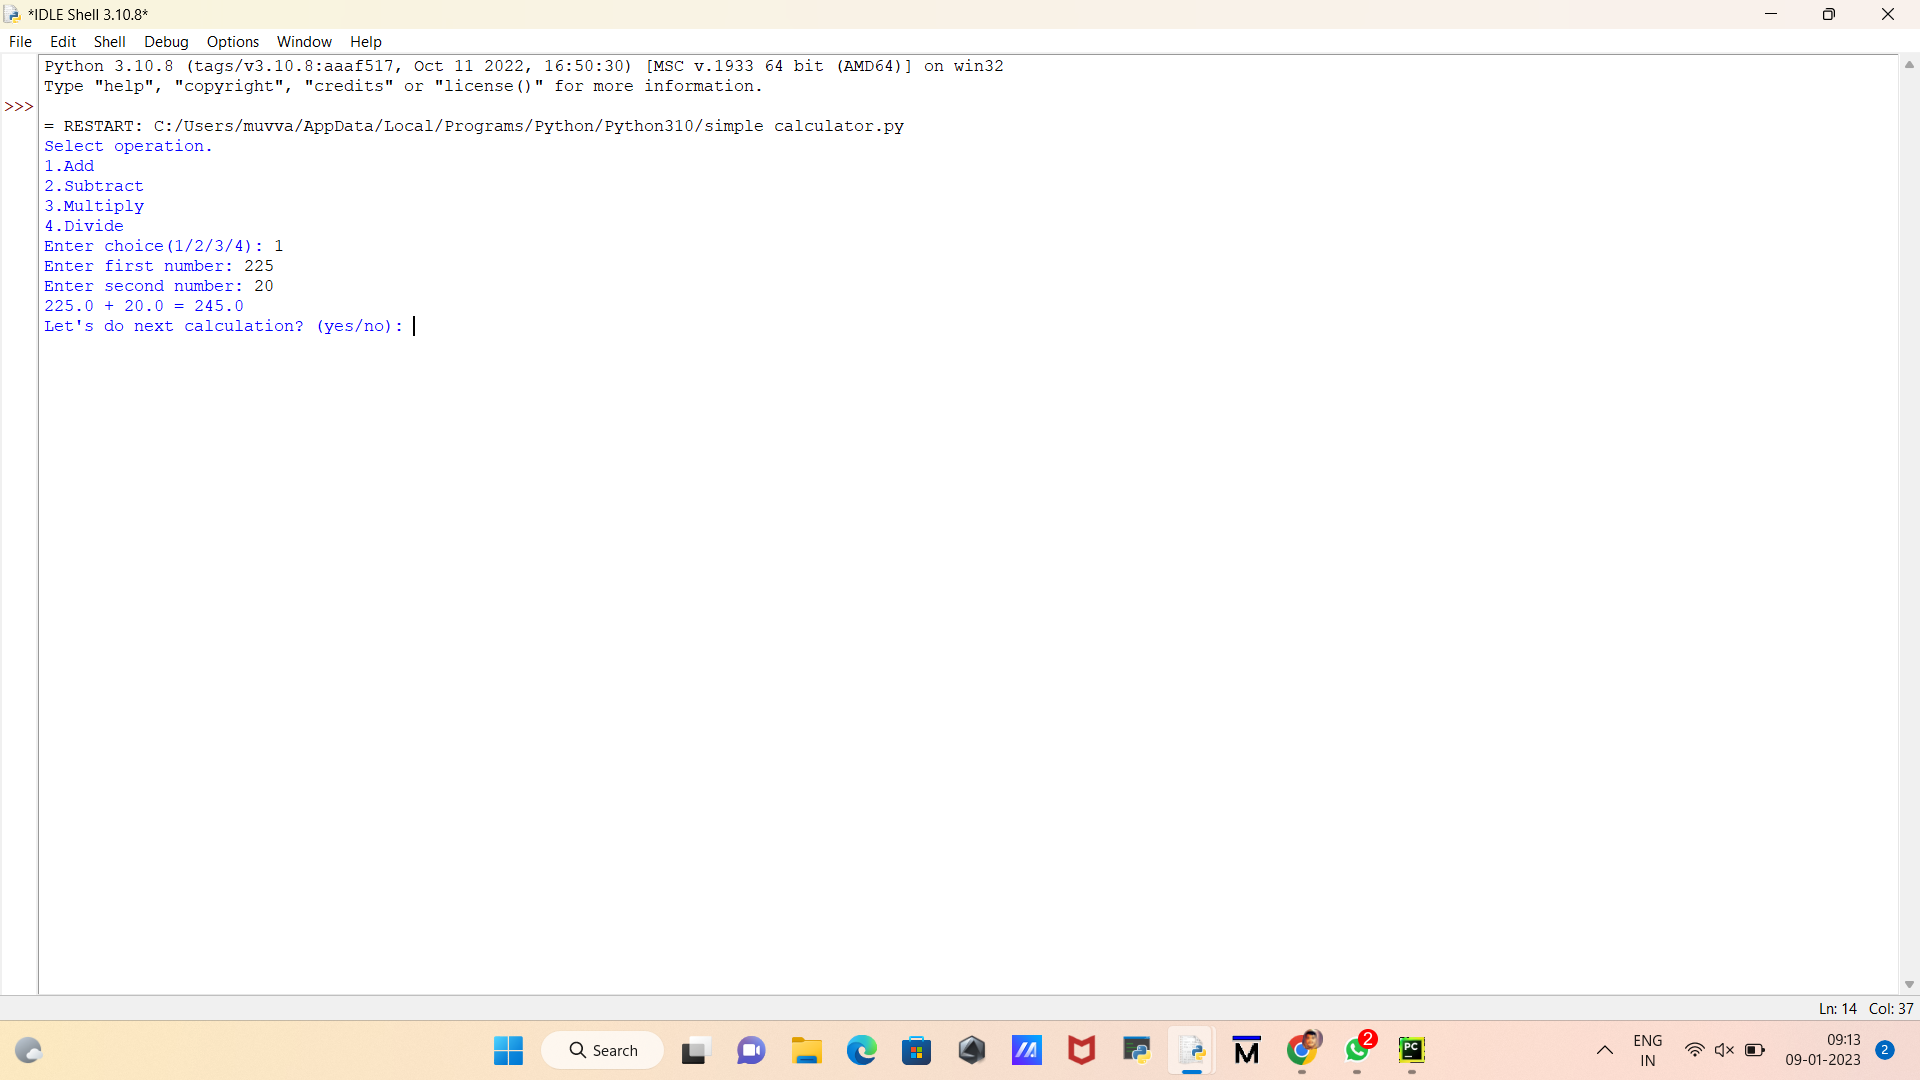 *IDLE Shell 3.10.8*
File Edit Shell Debug Options Window Help
Python 3.10.8 (tags/v3.10.8:aaaf517, Oct 11 2022, 16:50:30) [MSC v.1933 64 bit (AMD64)] on win32
Type "help", "copyright", "credits" or "license()" for more information.
>>>
= RESTART: C:/Users/muvva/AppData/Local/Programs/Python/Python310/simple calculator.py
Select operation.
1.Add
2.Subtract
3.Multiply
4.Divide
Enter choice(1/2/3/4): 1
Enter first number: 225
Enter second number: 20
225.0 + 20.0 = 245.0
Let's do next calculation? (yes/no):
Ln: 14 Col: 37
Search
M
2
PC
ENG
IN
09:13
09-01-2023
2